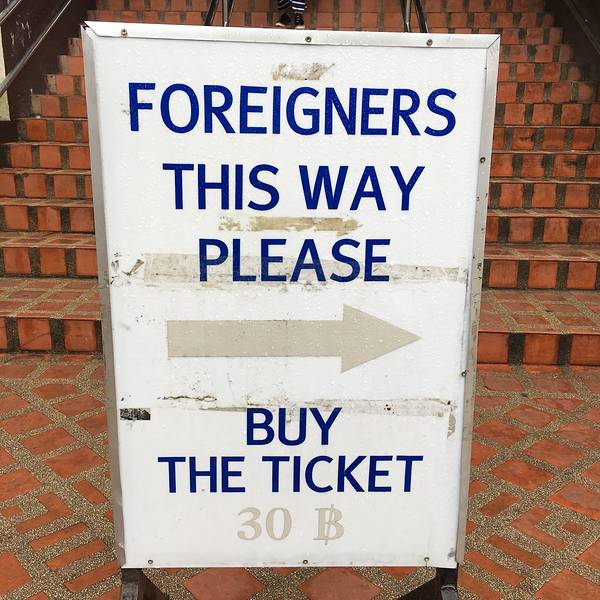 FOREIGNERS
THIS WAY
PLEASE
BUY
THE TICKET
30 ฿